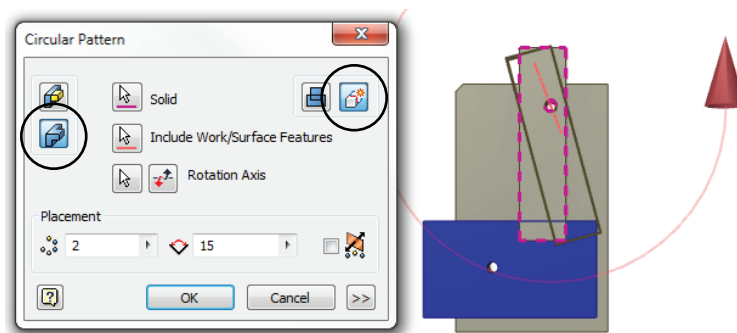 Circular Pattern
X
Solid
Include Work/Surface Features
Rotation Axis
Placement
2
15
?
OK
Cancel
>>